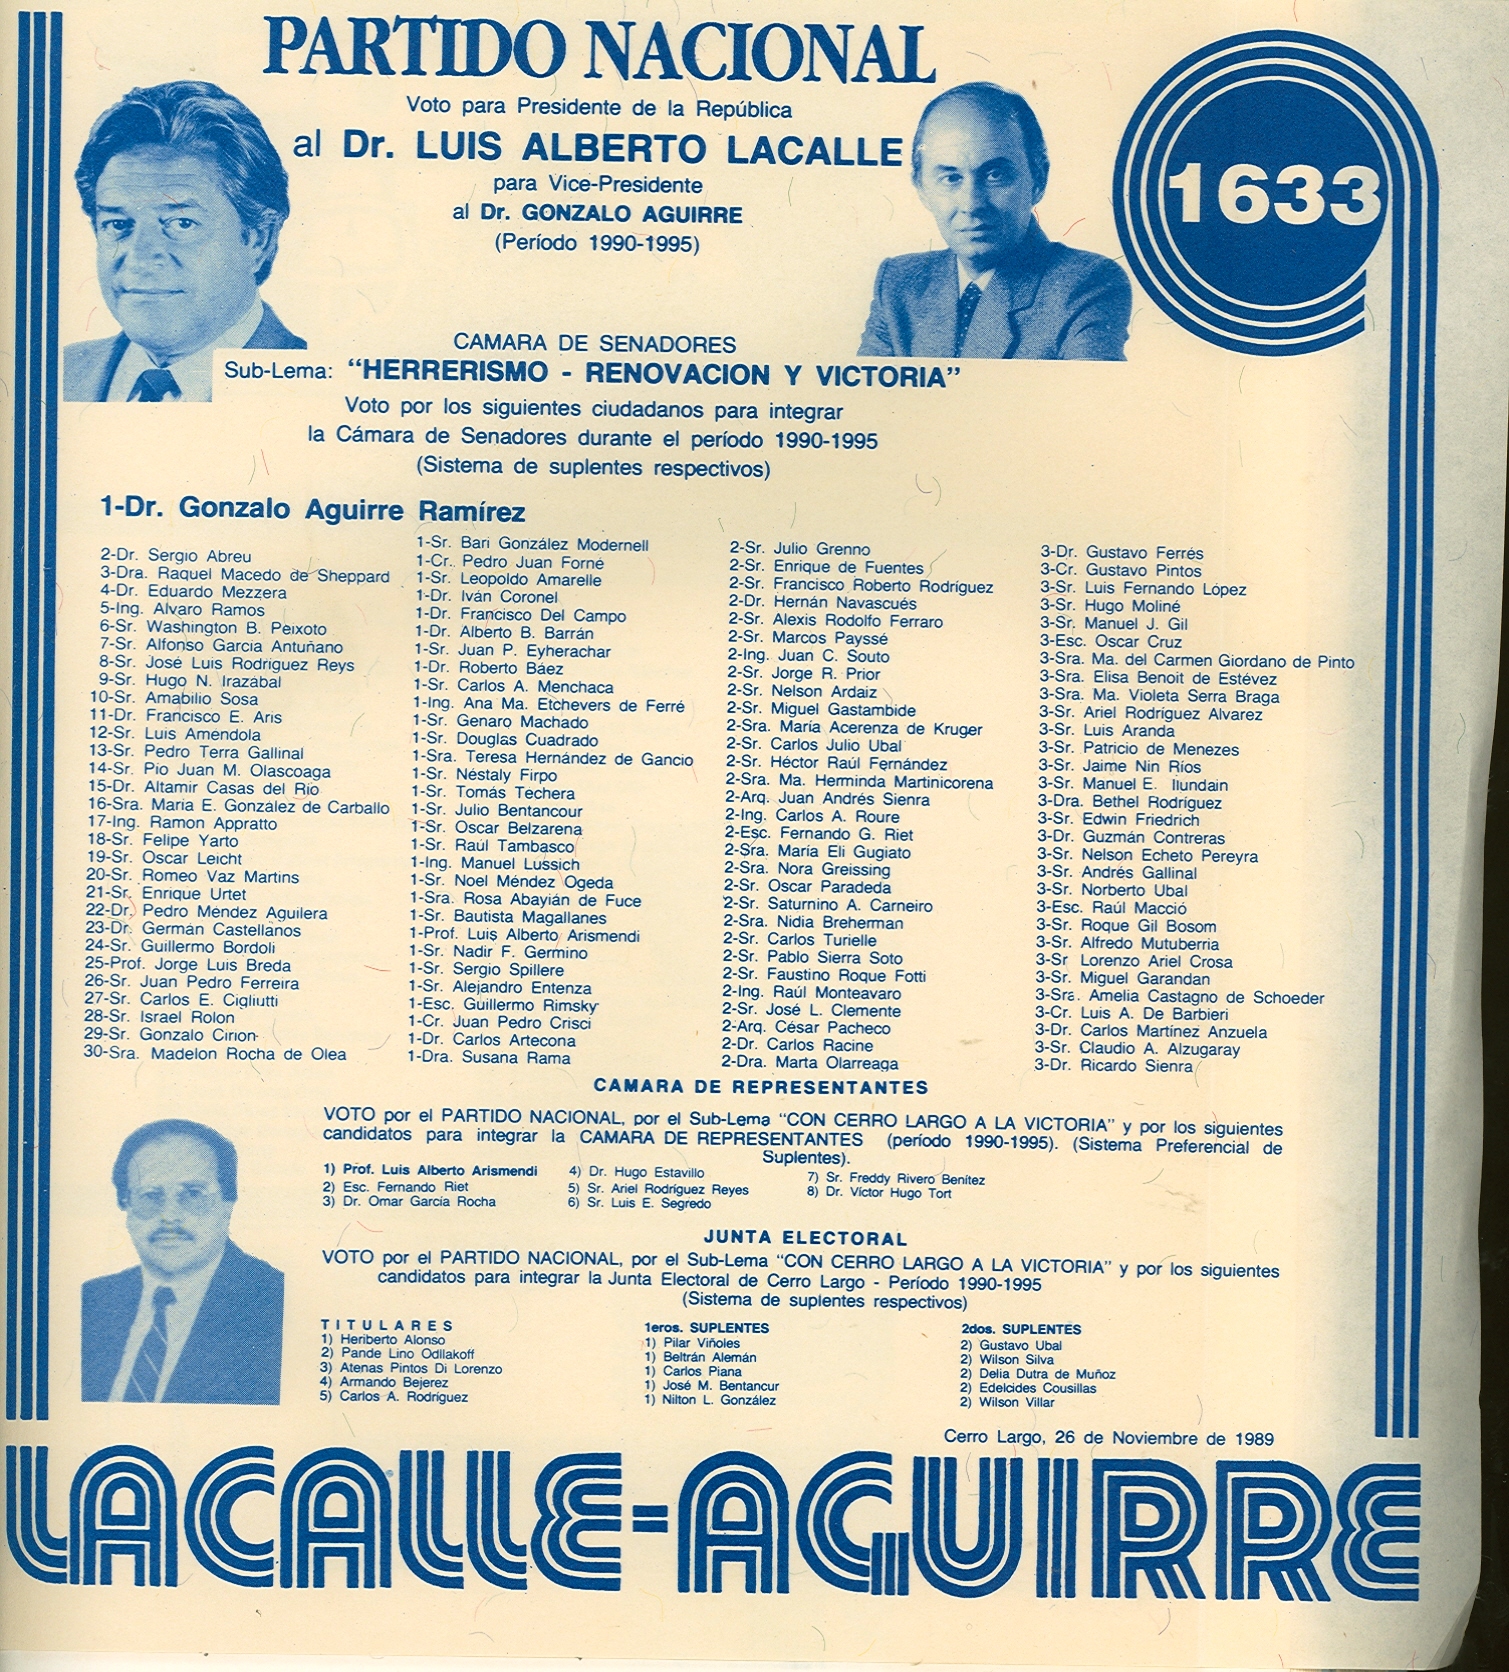 PARTIDO NACIONAL
Voto para Presidente de la República
al Dr. LUIS ALBERTO LACALLE
para Vice-Presidente
al Dr. GONZALO AGUIRRE
(Período 1990-1995)
1633
CAMARA DE SENADORES
Sub-Lema: “HERRERISMO - RENOVACION Y VICTORIA”
Voto por los siguientes ciudadanos para integrar
la Cámara de Senadores durante el período 1990-1995
(Sistema de suplentes respectivos)
1-Dr. Gonzalo Aguirre Ramírez
2-Dr. Sergio Abreu
3-Dra. Raquel Macedo de Sheppard
4-Dr. Eduardo Mezzera
5-Ing. Alvaro Ramos
6-Sr. Washington B. Peixoto
7-Sr. Alfonso García Antuñano
8-Sr. José Luis Rodríguez Reys
9-Sr. Hugo N. Irazábal
10-Sr. Amabilio Sosa
11-Dr. Francisco E. Aris
12-Sr. Luis Amendola
13-Sr. Pedro Terra Gallinal
14-Sr. Pío Juan M. Olascoaga
15-Dr. Altamir Casas del Río
16-Sra. María E. González de Carballo
17-Ing. Ramon Appratto
18-Sr. Felipe Yarto
19-Sr. Oscar Leicht
20-Sr. Romeo Vaz Martins
21-Sr. Enrique Urtet
22-Dr. Pedro Méndez Aguilera
23-Dr. Germán Castellanos
24-Sr. Guillermo Bordoli
25-Prof. Jorge Luis Breda
26-Sr. Juan Pedro Ferreira
27-Sr. Carlos E. Cigliutti
28-Sr. Israel Rolon
29-Sr. Gonzalo Cirion
30-Sra. Madelon Rocha de Olea
1-Sr. Bari González Modernell
1-Cr. Pedro Juan Forné
1-Sr. Leopoldo Amarelle
1-Dr. Iván Coronel
1-Dr. Francisco Del Campo
1-Dr. Alberto B. Barrán
1-Sr. Juan P. Eyherachar
1-Dr. Roberto Báez
1-Sr. Carlos A. Menchaca
1-Ing. Ana Ma. Etchevers de Ferré
1-Sr. Genaro Machado
1-Sr. Douglas Cuadrado
1-Sra. Teresa Hernández de Gancio
1-Sr. Néstaly Firpo
1-Sr. Tomás Techera
1-Sr. Julio Bentancour
1-Sr. Oscar Belzarena
1-Sr. Raúl Tambasco
1-Ing. Manuel Lussich
1-Sr. Noel Méndez Ogeda
1-Sra. Rosa Abayián de Fuce
1-Sr. Bautista Magallanes
1-Prof. Luis Alberto Arismendi
1-Sr. Nadir F. Germino
1-Sr. Sergio Spillere
1-Sr. Alejandro Entenza
1-Esc. Guillermo Rimsky
1-Cr. Juan Pedro Crisci
1-Dr. Carlos Artecona
1-Dra. Susana Rama
2-Sr. Julio Grenno
2-Sr. Enrique de Fuentes
2-Sr. Francisco Roberto Rodríguez
2-Dr. Hernán Navascués
2-Sr. Alexis Rodolfo Ferraro
2-Sr. Marcos Payssé
2-Ing. Juan C. Souto
2-Sr. Jorge R. Prior
2-Sr. Nelson Ardaiz
2-Sr. Miguel Gastambide
2-Sra. María Acerenza de Kruger
2-Sr. Carlos Julio Ubal
2-Sr. Héctor Raúl Fernández
2-Sra. Ma. Herminda Martinicorena
2-Arq. Juan Andrés Sienra
2-Ing. Carlos A. Roure
2-Esc. Fernando G. Riet
2-Sra. María Eli Gugiato
2-Sra. Nora Greissing
2-Sr. Oscar Paradeda
2-Sr. Saturnino A. Carneiro
2-Sra. Nidia Breherman
2-Sr. Carlos Turielle
2-Sr. Pablo Sierra Soto
2-Sr. Faustino Roque Fotti
2-Ing. Raúl Monteavaro
2-Sr. José L. Clemente
2-Arq. César Pacheco
2-Dr. Carlos Racine
2-Dra. Marta Olarreaga
3-Dr. Gustavo Ferrés
3-Cr. Gustavo Pintos
3-Sr. Luis Fernando López
3-Sr. Hugo Moliné
3-Sr. Manuel J. Gil
3-Esc. Oscar Cruz
3-Sra. Ma. del Carmen Giordano de Pinto
3-Sra. Elisa Benoit de Estévez
3-Sra. Ma. Violeta Serra Braga
3-Sr. Ariel Rodríguez Alvarez
3-Sr. Luis Aranda
3-Sr. Patricio de Menezes
3-Sr. Jaime Nin Ríos
3-Sr. Manuel E. Ilundain
3-Dra. Bethel Rodríguez
3-Sr. Edwin Friedrich
3-Dr. Guzmán Contreras
3-Sr. Nelson Echeto Pereyra
3-Sr. Andrés Gallinal
3-Sr. Norberto Ubal
3-Esc. Raúl Macció
3-Sr. Roque Gil Bosom
3-Sr. Alfredo Mutuberria
3-Sr Lorenzo Ariel Crosa
3-Sr. Miguel Garandan
3-Sra. Amelia Castagno de Schoeder
3-Cr. Luis A. De Barbieri
3-Dr. Carlos Martínez Anzuela
3-Sr. Claudio A. Alzugaray
3-Dr. Ricardo Sienra
CAMARA DE REPRESENTANTES
VOTO por el PARTIDO NACIONAL, por el Sub-Lema “CON CERRO LARGO A LA VICTORIA” y por los siguientes
candidatos para integrar la CAMARA DE REPRESENTANTES (período 1990-1995). (Sistema Preferencial de
Suplentes).
1) Prof. Luis Alberto Arismendi
2) Esc. Fernando Riet
3) Dr. Omar García Rocha
4) Dr. Hugo Estavillo
5) Sr. Ariel Rodríguez Reyes
6) Sr. Luis E. Segredo
7) Sr. Freddy Rivero Benítez
8) Dr. Víctor Hugo Tort
JUNTA ELECTORAL
VOTO por el PARTIDO NACIONAL, por el Sub-Lema “CON CERRO LARGO A LA VICTORIA” y por los siguientes
candidatos para integrar la Junta Electoral de Cerro Largo - Período 1990-1995
(Sistema de suplentes respectivos)
TITULARES
1) Heriberto Alonso
2) Pande Lino Odllakoff
3) Atenas Pintos Di Lorenzo
4) Armando Bejerez
5) Carlos A. Rodríguez
1eros. SUPLENTES
1) Pilar Viñoles
1) Beltrán Alemán
1) Carlos Piana
1) José M. Bentancur
1) Nilton L. González
2dos. SUPLENTES
2) Gustavo Ubal
2) Wilson Silva
2) Delia Dutra de Muñoz
2) Edelcides Cousillas
2) Wilson Villar
Cerro Largo, 26 de Noviembre de 1989
LACALLE=AGUIRRE